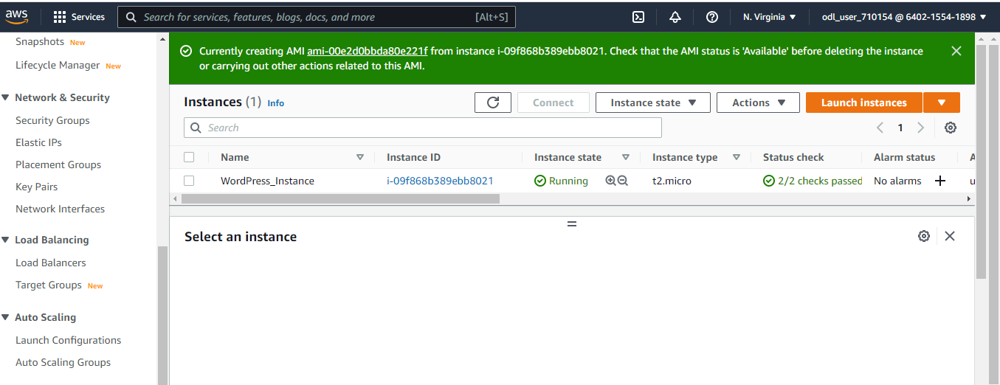 aws
Services
Search for services, features, blogs, docs, and more [Alt+S]
N. Virginia
odl_user_710154 @ 6402-1554-1898
Snapshots New
Lifecycle Manager New
Network & Security
Security Groups
Elastic IPs
Placement Groups
Key Pairs
Network Interfaces
Load Balancing
Load Balancers
Target Groups New
Auto Scaling
Launch Configurations
Auto Scaling Groups
Currently creating AMI ami-00e2d0bbda80e221f from instance i-09f868b389ebb8021. Check that the AMI status is 'Available' before deleting the instance
or carrying out other actions related to this AMI.
Instances (1) Info
Connect
Instance state
Actions
Launch instances
Search
1
Name Instance ID Instance state Instance type Status check Alarm status A
WordPress_Instance i-09f868b389ebb8021 Running t2.micro 2/2 checks passed No alarms + u
Select an instance